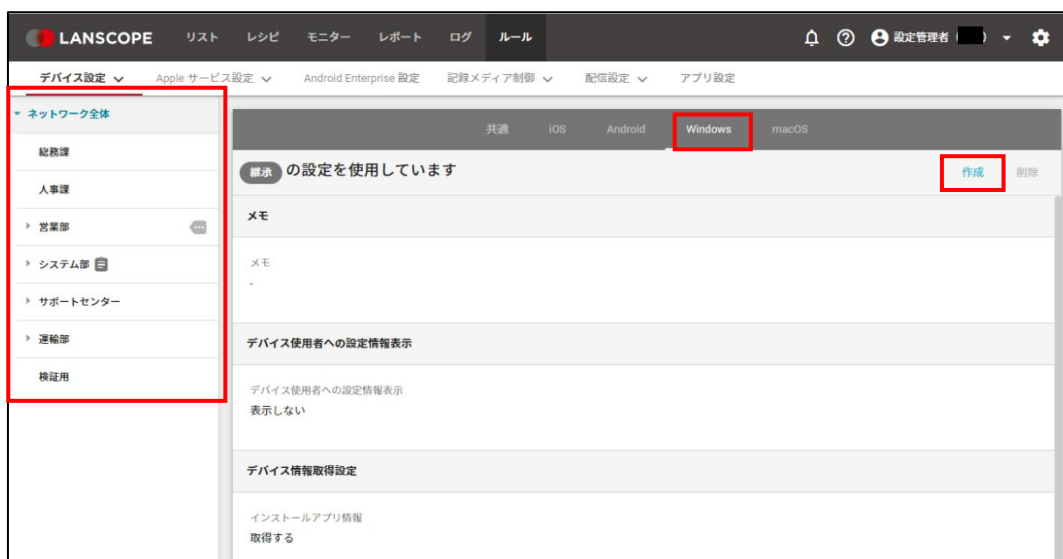 LANSCOPE リスト レシピ モニター レポート ログ ルール 設定管理者 ( )
デバイス設定 Apple サービス設定 Android Enterprise 設定 記録メディア制御 配信設定 アプリ設定
ネットワーク全体
総務課
人事課
営業部
システム部
サポートセンター
運輸部
検証用
共通 iOS Android Windows macOS
継承 の設定を使用しています 作成 削除
メモ
メモ
-
デバイス使用者への設定情報表示
デバイス使用者への設定情報表示
表示しない
デバイス情報取得設定
インストールアプリ情報
取得する